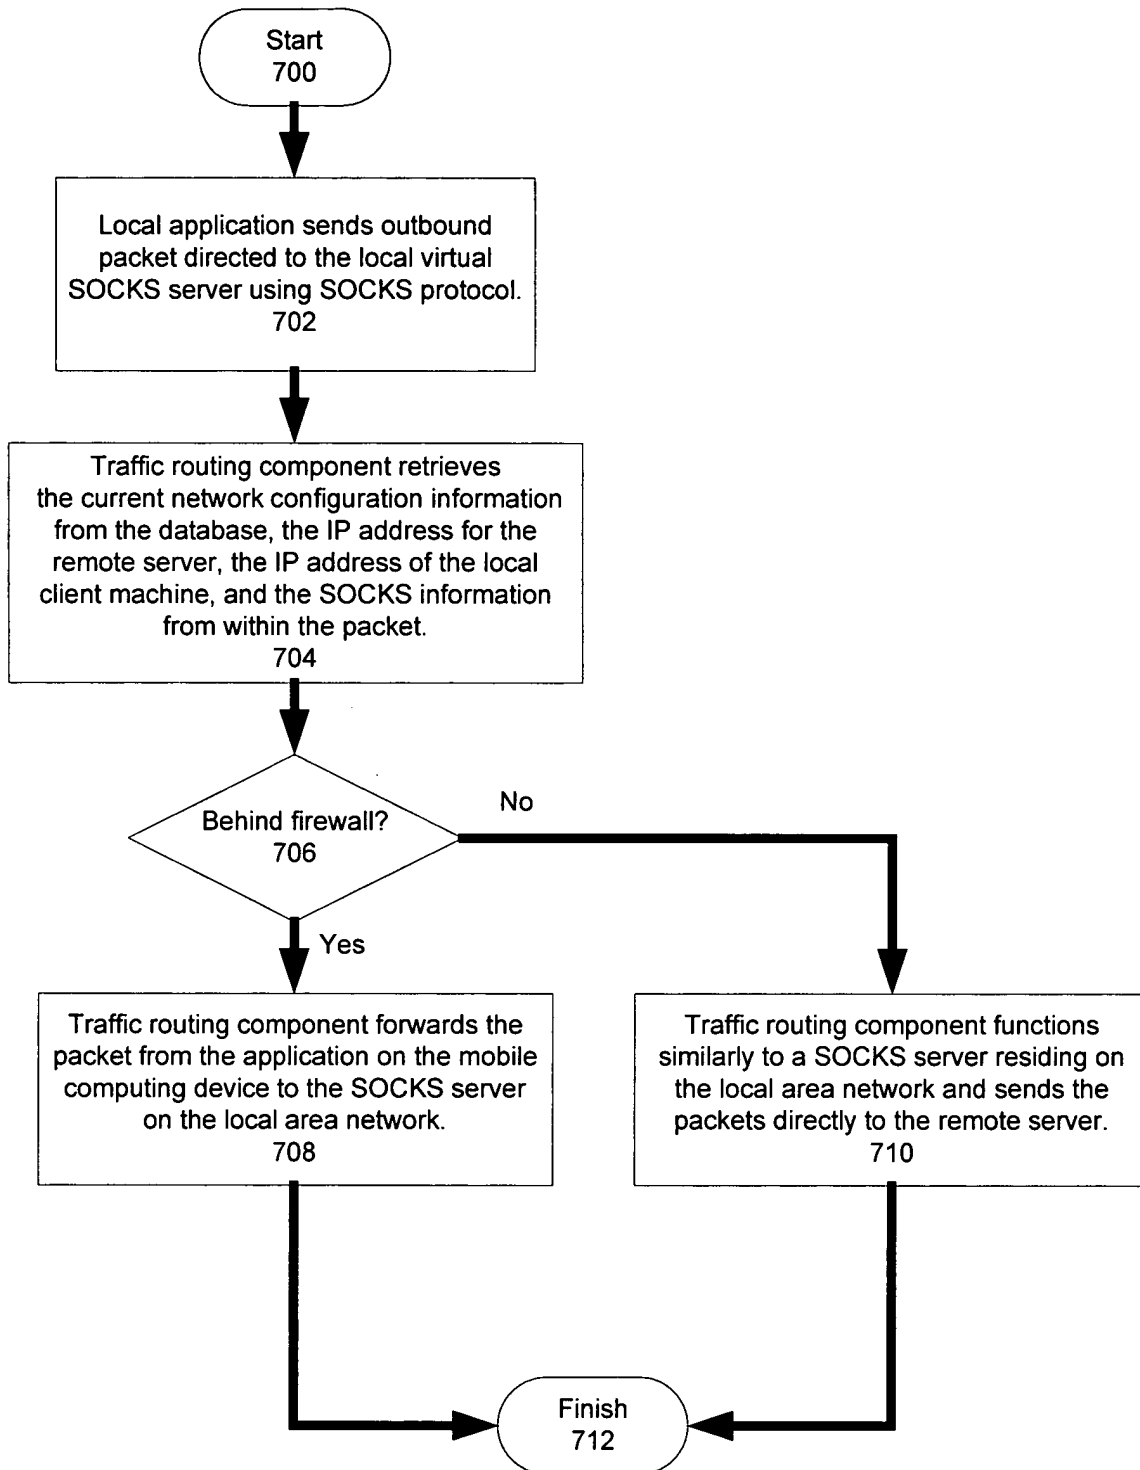 Start
700
Local application sends outbound
packet directed to the local virtual
SOCKS server using SOCKS protocol.
702
Traffic routing component retrieves
the current network configuration information
from the database, the IP address for the
remote server, the IP address of the local
client machine, and the SOCKS information
from within the packet.
704
Behind firewall?
706
No
Yes
Traffic routing component forwards the
packet from the application on the mobile
computing device to the SOCKS server
on the local area network.
708
Traffic routing component functions
similarly to a SOCKS server residing on
the local area network and sends the
packets directly to the remote server.
710
Finish
712